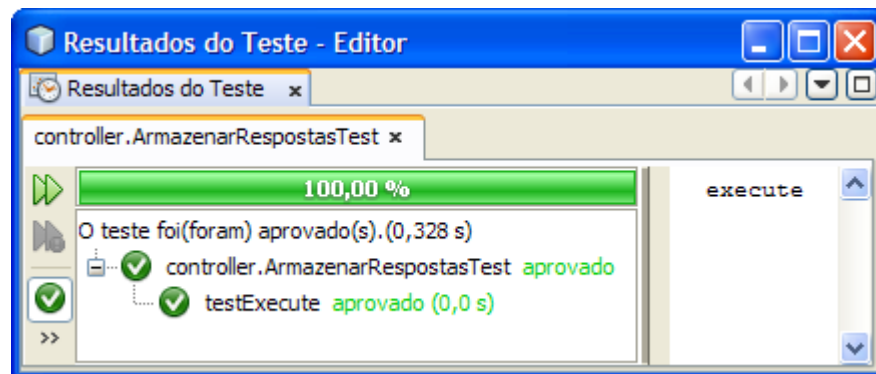 Resultados do Teste - Editor
Resultados do Teste x
controller.ArmazenarRespostasTest x
100,00 %
O teste foi(foram) aprovado(s).(0,328 s)
controller.ArmazenarRespostasTest aprovado
testExecute aprovado (0,0 s)
>>
execute